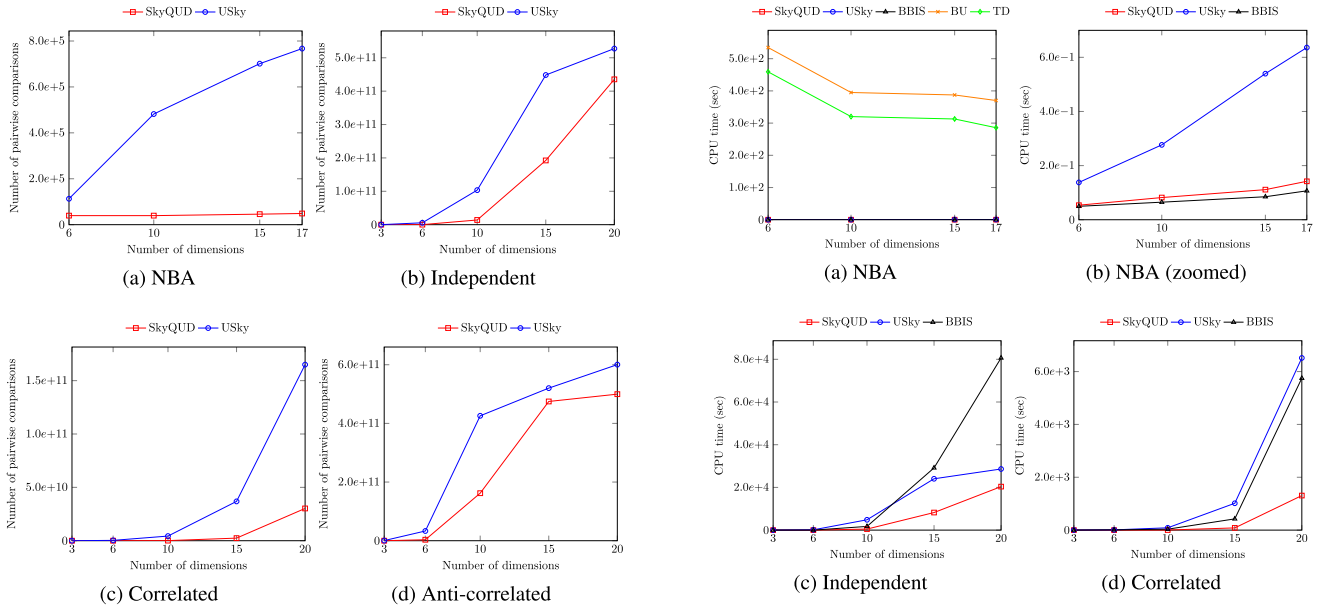 SkyQUD USky
Number of pairwise comparisons
8.0e+5
6.0e+5
4.0e+5
2.0e+5
0
6 10 15 17
Number of dimensions
(a) NBA
SkyQUD USky
Number of pairwise comparisons
5.0e+11
4.0e+11
3.0e+11
2.0e+11
1.0e+11
0
3 6 10 15 20
Number of dimensions
(b) Independent
SkyQUD USky
Number of pairwise comparisons
1.5e+11
1.0e+11
5.0e+10
0
3 6 10 15 20
Number of dimensions
(c) Correlated
SkyQUD USky
Number of pairwise comparisons
6.0e+11
4.0e+11
2.0e+11
0
3 6 10 15 20
Number of dimensions
(d) Anti-correlated
SkyQUD USky BBIS BU TD
CPU time (sec)
5.0e+2
4.0e+2
3.0e+2
2.0e+2
1.0e+2
0
6 10 15 17
Number of dimensions
(a) NBA
SkyQUD USky BBIS
CPU time (sec)
6.0e−1
4.0e−1
2.0e−1
0
6 10 15 17
Number of dimensions
(b) NBA (zoomed)
SkyQUD USky BBIS
CPU time (sec)
8.0e+4
6.0e+4
4.0e+4
2.0e+4
0
3 6 10 15 20
Number of dimensions
(c) Independent
SkyQUD USky BBIS
CPU time (sec)
6.0e+3
4.0e+3
2.0e+3
0
3 6 10 15 20
Number of dimensions
(d) Correlated